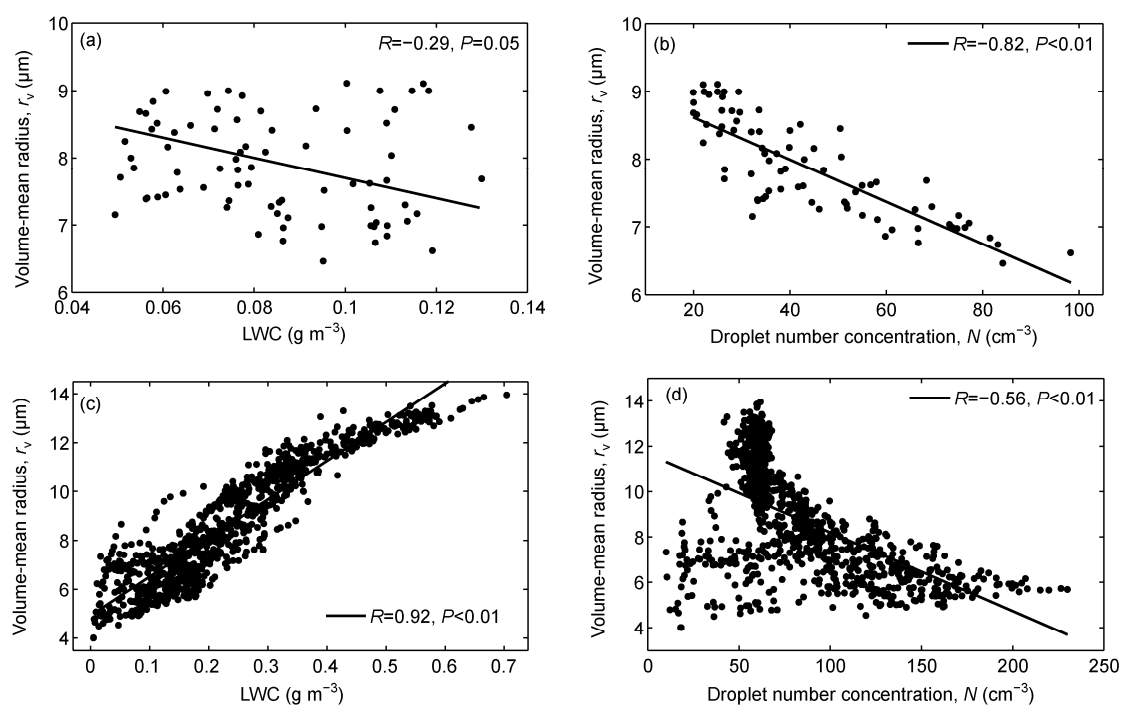 (a)
R=−0.29, P=0.05
10
9
8
7
6
Volume-mean radius, rv (μm)
0.04 0.06 0.08 0.1 0.12 0.14
LWC (g m−3)
(b)
R=−0.82, P<0.01
10
9
8
7
6
Volume-mean radius, rv (μm)
20 40 60 80 100
Droplet number concentration, N (cm−3)
(c)
14
12
10
8
6
4
Volume-mean radius, rv (μm)
R=0.92, P<0.01
0 0.1 0.2 0.3 0.4 0.5 0.6 0.7
LWC (g m−3)
(d)
R=−0.56, P<0.01
14
12
10
8
6
4
Volume-mean radius, rv (μm)
0 50 100 150 200 250
Droplet number concentration, N (cm−3)